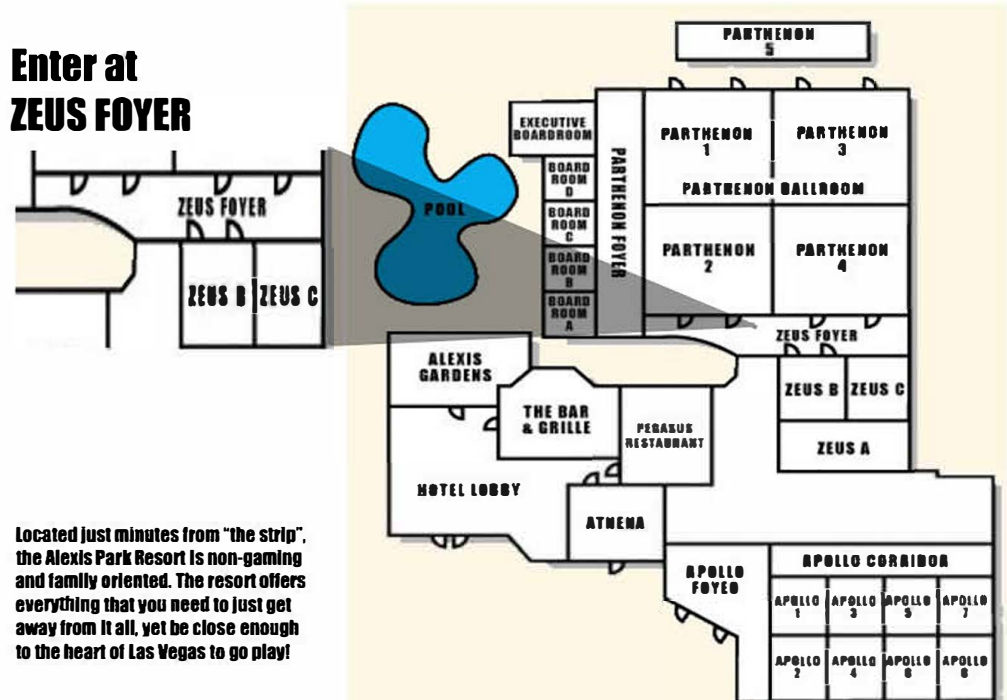 Enter at
ZEUS FOYER
ZEUS FOYER
ZEUS B
ZEUS C
Located just minutes from “the strip”,
the Alexis Park Resort is non-gaming
and family oriented. The resort offers
everything that you need to just get
away from it all, yet be close enough
to the heart of Las Vegas to go play!
PARTHENON
5
EXECUTIVE
BOARDROOM
BOARD
ROOM
D
BOARD
ROOM
C
BOARD
ROOM
B
BOARD
ROOM
A
PARTHENON FOYER
PARTHENON
1
PARTHENON
3
PARTHENON BALLROOM
PARTHENON
2
PARTHENON
4
POOL
ZEUS FOYER
ZEUS B
ZEUS C
ZEUS A
ALEXIS
GARDENS
THE BAR
& GRILLE
PEGASUS
RESTAURANT
HOTEL LOBBY
ATHENA
APOLLO
FOYEO
APOLLO CORRIDOR
APOLLO
1
APOLLO
3
APOLLO
5
APOLLO
7
APOLLO
2
APOLLO
4
APOLLO
6
APOLLO